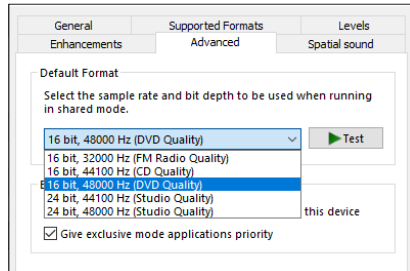 General Supported Formats Levels
Enhancements Advanced Spatial sound
Default Format
Select the sample rate and bit depth to be used when running
in shared mode.
16 bit, 48000 Hz (DVD Quality) Test
16 bit, 32000 Hz (FM Radio Quality)
16 bit, 44100 Hz (CD Quality)
16 bit, 48000 Hz (DVD Quality)
24 bit, 44100 Hz (Studio Quality)
24 bit, 48000 Hz (Studio Quality) this device
Give exclusive mode applications priority